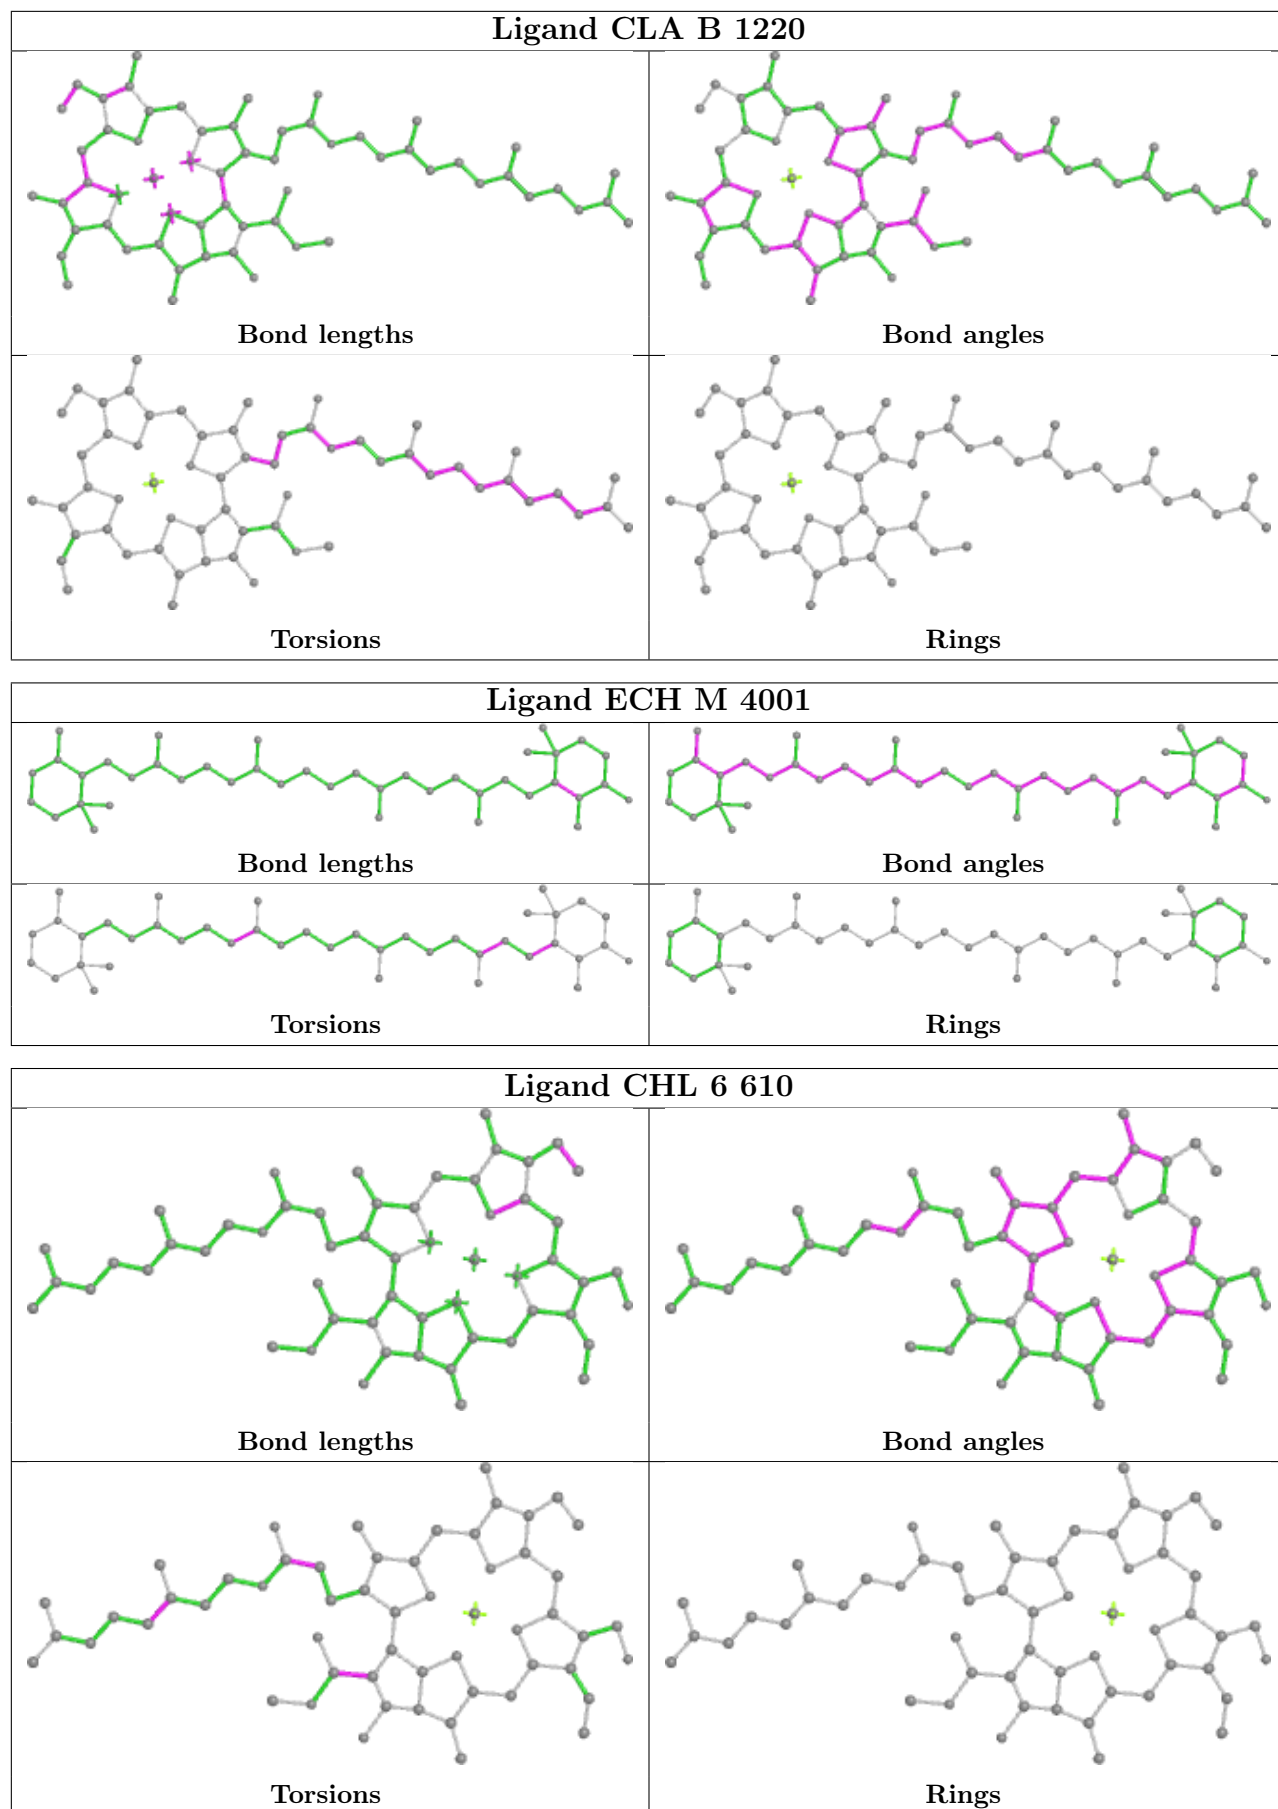 Ligand CLA B 1220
Bond lengths
Bond angles
Torsions
Rings
Ligand ECH M 4001
Bond lengths
Bond angles
Torsions
Rings
Ligand CHL 6 610
Bond lengths
Bond angles
Torsions
Rings